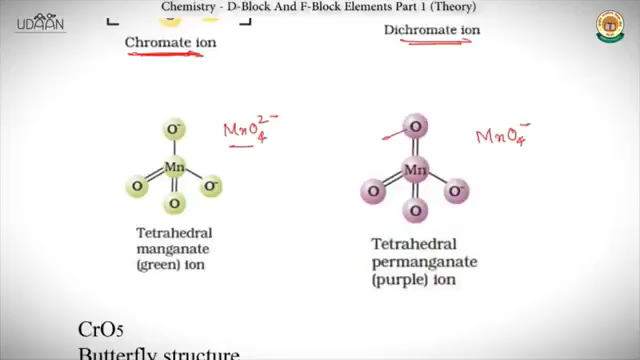 Chemistry - D-Block And F-Block Elements Part 1 (Theory)
UDAAN
Chromate ion
Dichromate ion
O⁻
MnO₄²⁻
Mn
O
O
O⁻
O
MnO₄⁻
Mn
O
O
O⁻
Tetrahedral
manganate
(green) ion
Tetrahedral
permanganate
(purple) ion
CrO₅
Butterfly structure